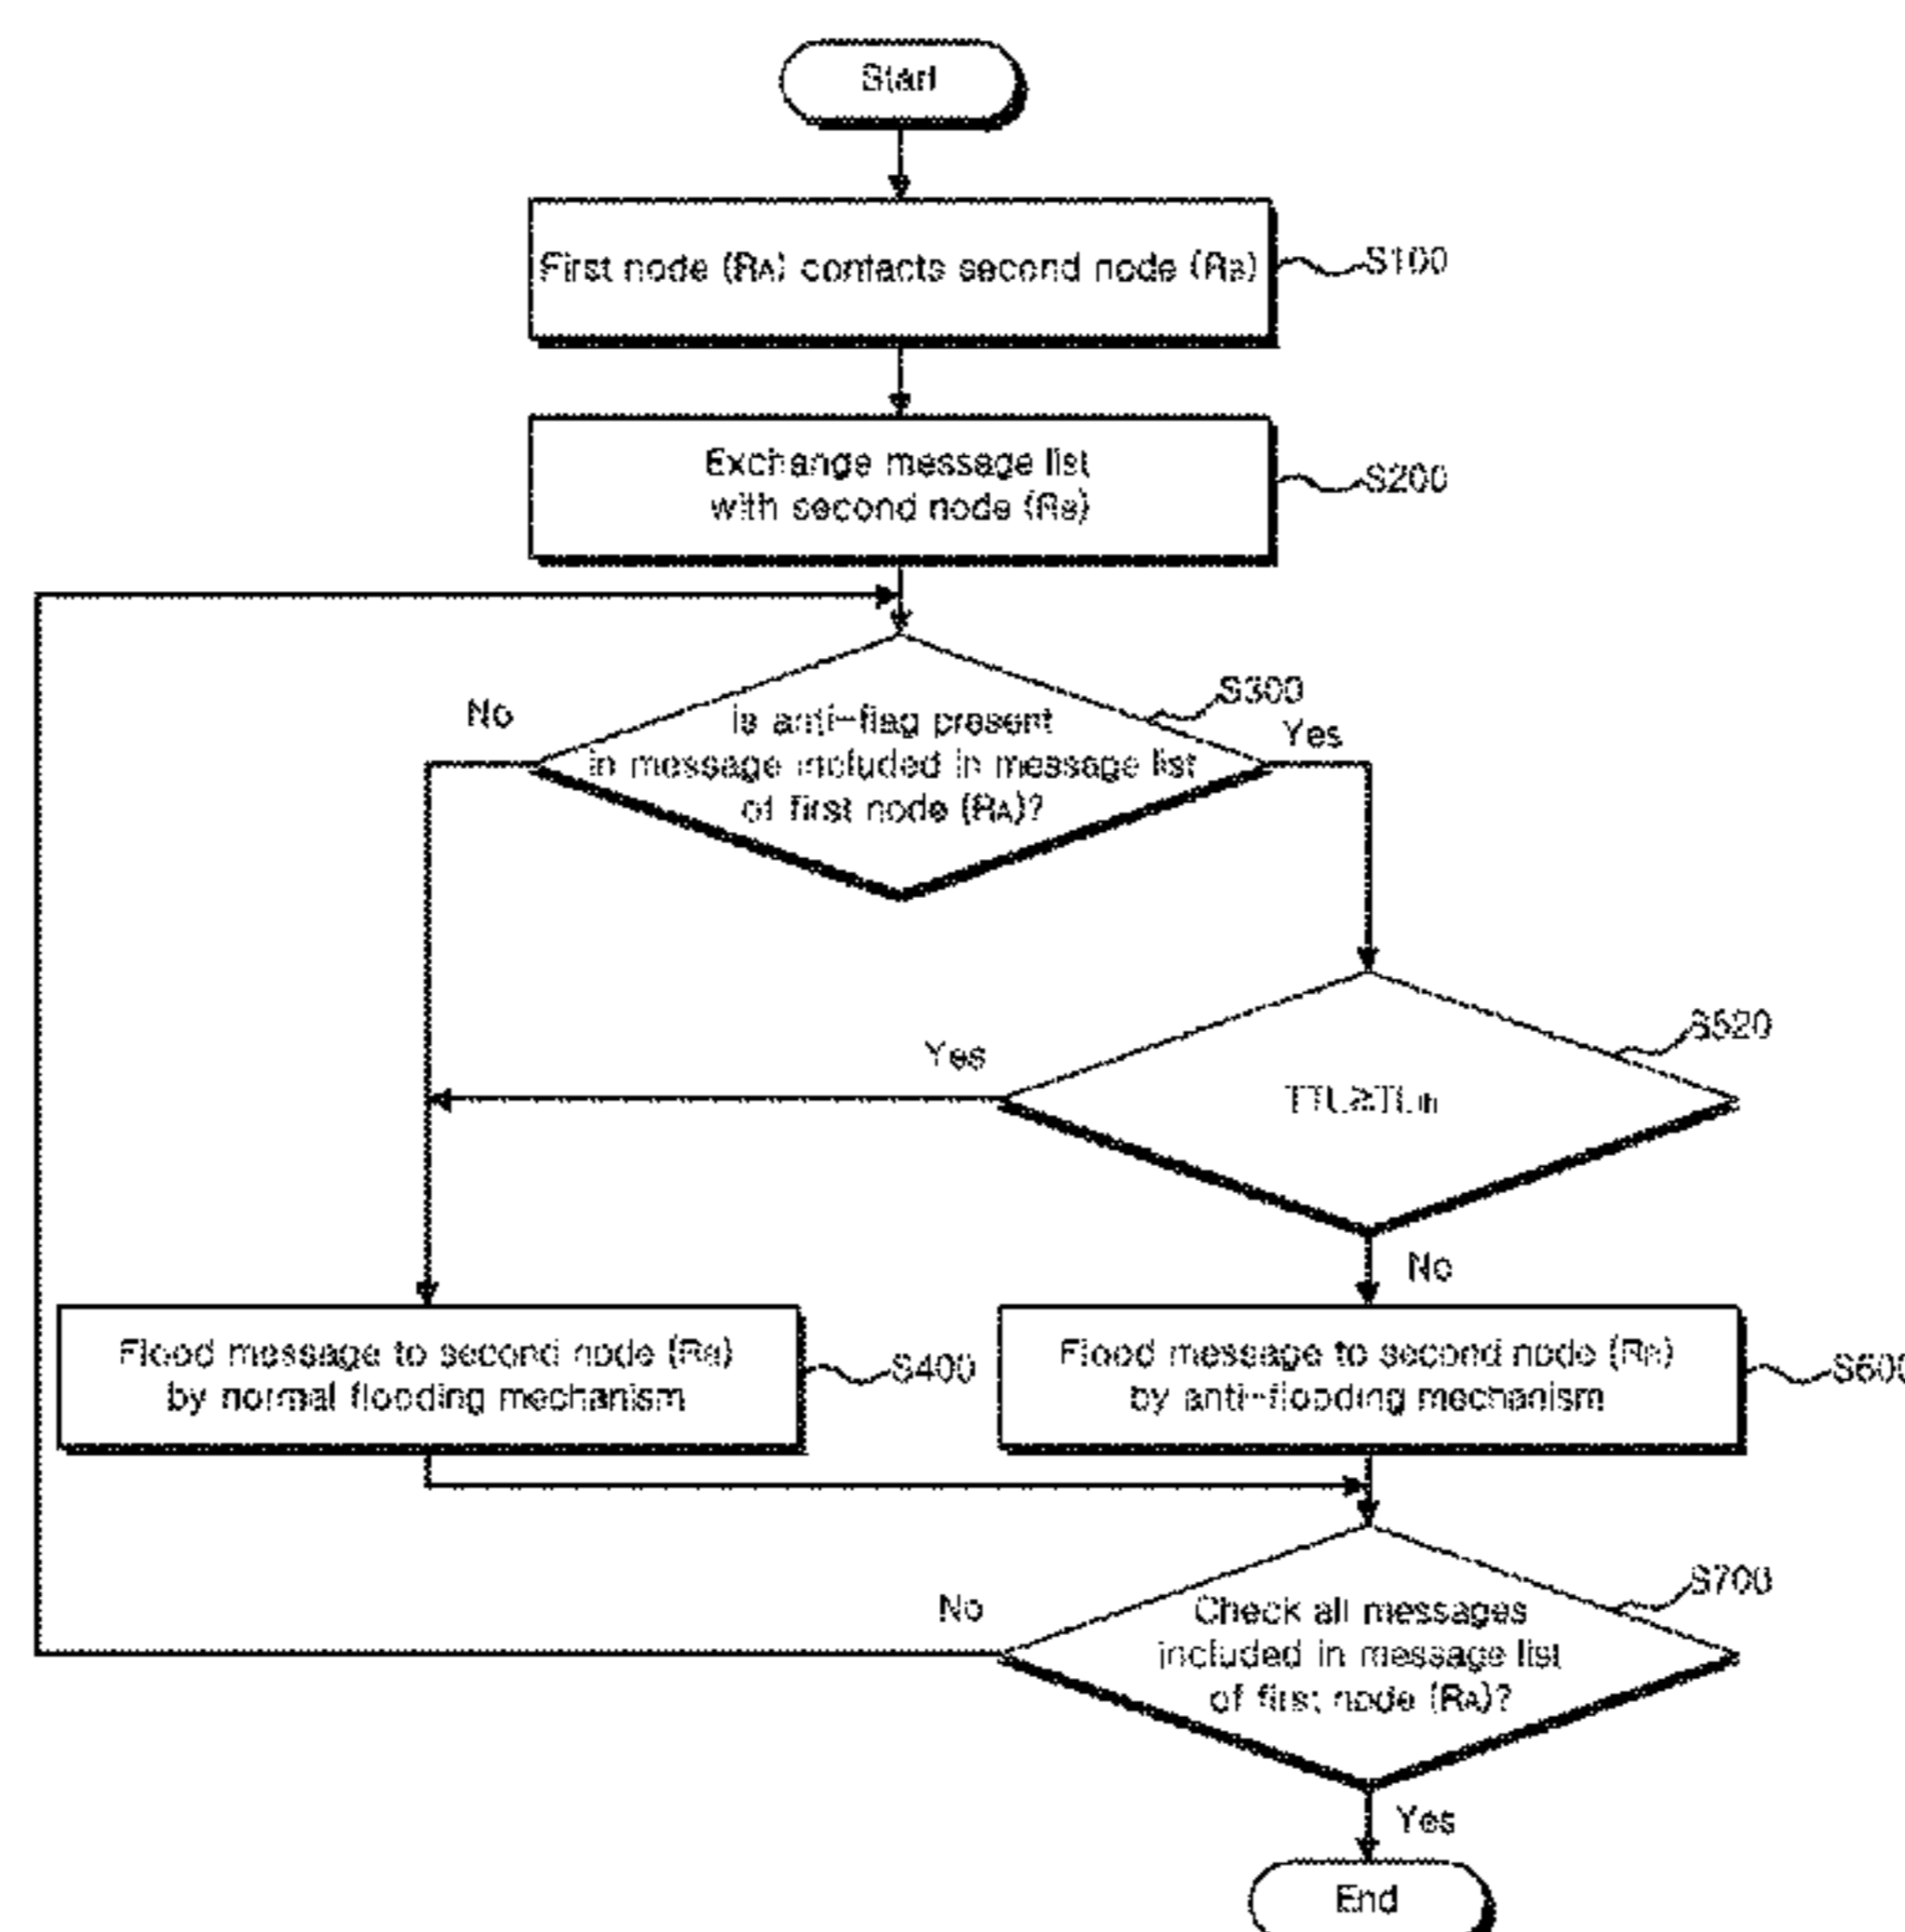 Start
First node (RA) contacts second node (RB)
S100
Exchange message list
with second node (RB)
S200
S300
No
Yes
Is anti-flag present
in message included in message list
of first node (RA)?
S520
Yes
No
Flood message to second node (RB)
by normal flooding mechanism
S400
Flood message to second node (RB)
by anti-flooding mechanism
S700
No
Check all messages
included in message list
of first node (RA)?
Yes
End